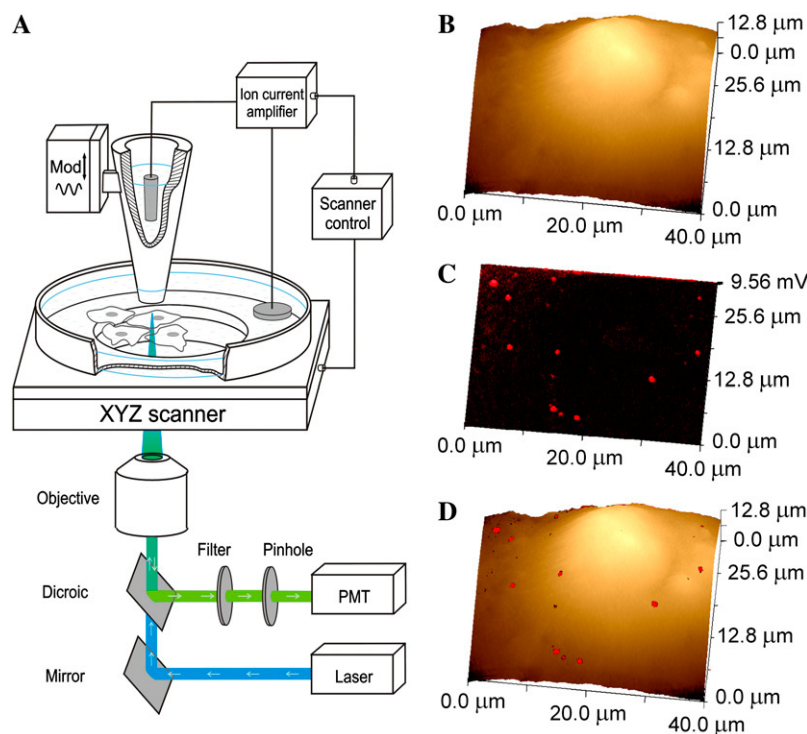 A
Ion current
amplifier
Mod
Scanner
control
XYZ scanner
Objective
Filter
Pinhole
Dicroic
PMT
Mirror
Laser
B
12.8 µm
0.0 µm
25.6 µm
12.8 µm
0.0 µm
0.0 µm
20.0 µm
40.0 µm
C
9.56 mV
25.6 µm
12.8 µm
0.0 µm
0.0 µm
20.0 µm
40.0 µm
D
12.8 µm
0.0 µm
25.6 µm
12.8 µm
0.0 µm
0.0 µm
20.0 µm
40.0 µm